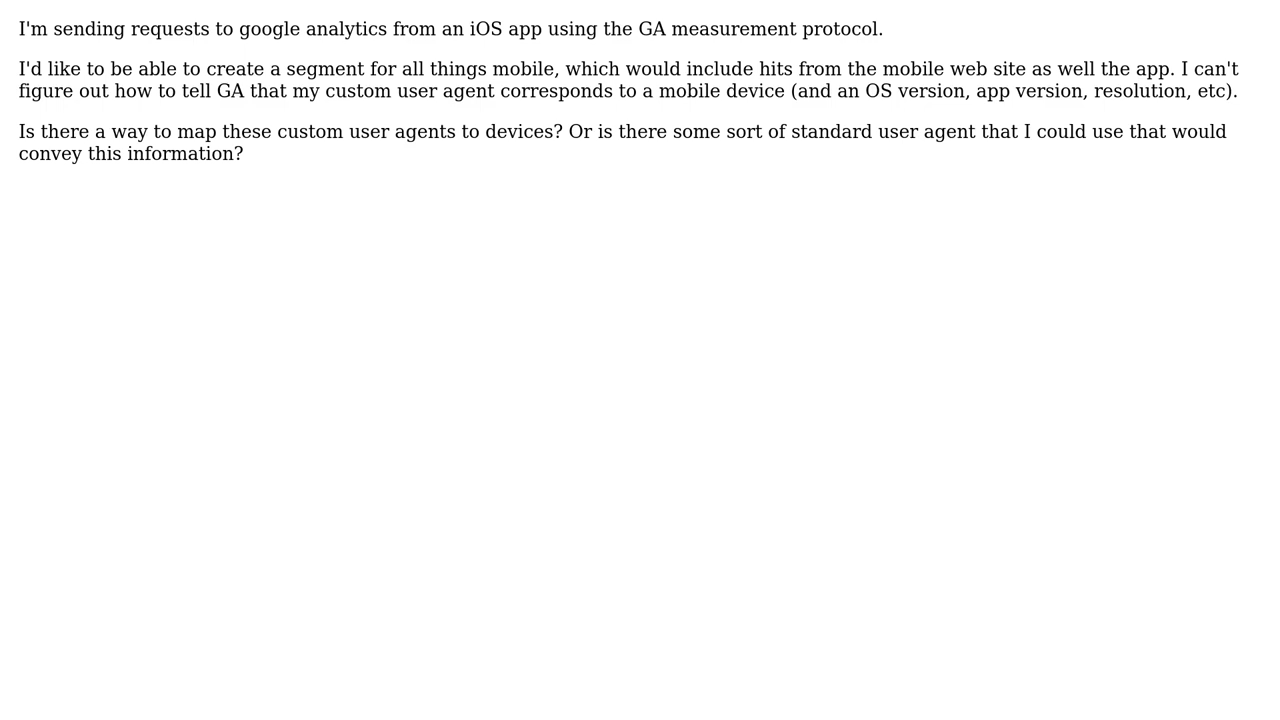 I'm sending requests to google analytics from an iOS app using the GA measurement protocol.
I'd like to be able to create a segment for all things mobile, which would include hits from the mobile web site as well the app. I can't
figure out how to tell GA that my custom user agent corresponds to a mobile device (and an OS version, app version, resolution, etc).
Is there a way to map these custom user agents to devices? Or is there some sort of standard user agent that I could use that would
convey this information?